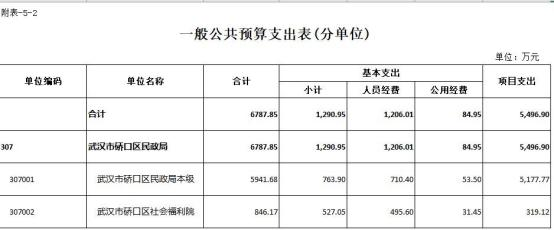 附表-5-2
一般公共预算支出表(分单位)
单位：万元
单位编码 单位名称 合计 基本支出 项目支出
小计 人员经费 公用经费
合计 6787.85 1,290.95 1,206.01 84.95 5,496.90
307 武汉市硚口区民政局 6787.85 1,290.95 1,206.01 84.95 5,496.90
307001 武汉市硚口区民政局本级 5941.68 763.90 710.40 53.50 5,177.77
307002 武汉市硚口区社会福利院 846.17 527.05 495.60 31.45 319.12